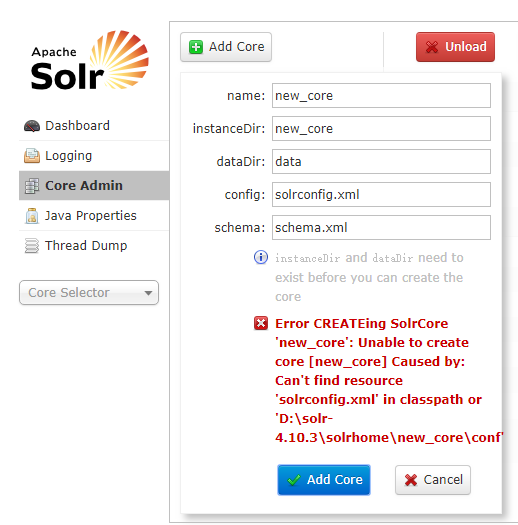 Apache
Solr
Dashboard
Logging
Core Admin
Java Properties
Thread Dump
Core Selector
Add Core
Unload
name: new_core
instanceDir: new_core
dataDir: data
config: solrconfig.xml
schema: schema.xml
instanceDir and dataDir need to
exist before you can create the
core
Error CREATEing SolrCore
'new_core': Unable to create
core [new_core] Caused by:
Can't find resource
'solrconfig.xml' in classpath or
'D:\solr-
4.10.3\solrhome\new_core\conf'
Add Core
Cancel